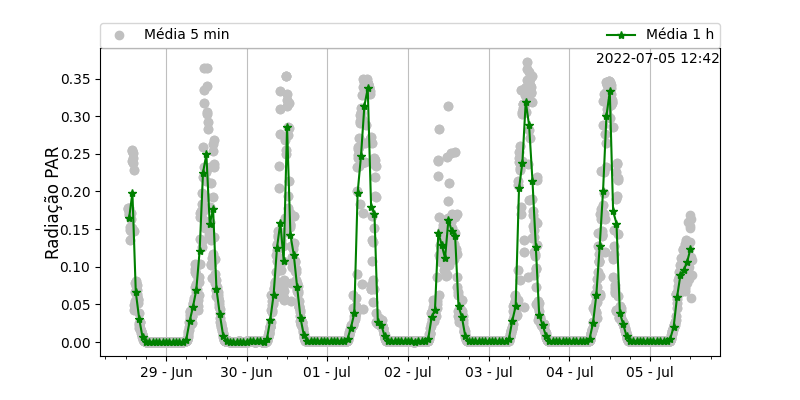 Média 5 min
Média 1 h
2022-07-05 12:42
Radiação PAR
0.35
0.30
0.25
0.20
0.15
0.10
0.05
0.00
29 - Jun
30 - Jun
01 - Jul
02 - Jul
03 - Jul
04 - Jul
05 - Jul